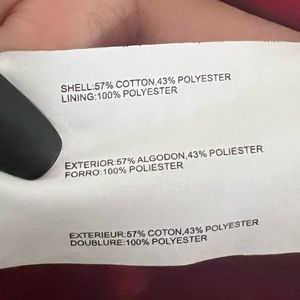 SHELL:57% COTTON,43% POLYESTER
LINING:100% POLYESTER
EXTERIOR:57% ALGODON,43% POLIESTER
FORRO:100% POLIESTER
EXTERIEUR:57% COTON,43% POLYESTER
DOUBLURE:100% POLYESTER